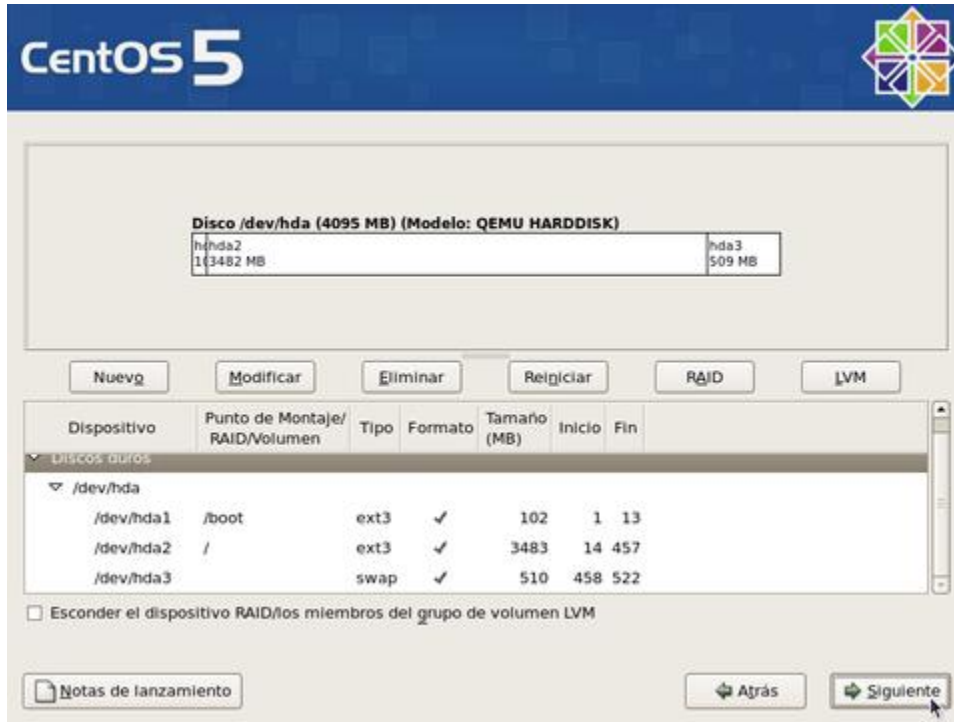 CentOS 5
Disco /dev/hda (4095 MB) (Modelo: QEMU HARDDISK)
hda2 hda3
3482 MB 509 MB
Nuevo Modificar Eliminar Reiniciar RAID LVM
Dispositivo Punto de Montaje/ RAID/Volumen Tipo Formato Tamaño (MB) Inicio Fin
Discos duros
/dev/hda
/dev/hda1 /boot ext3 ✓ 102 1 13
/dev/hda2 / ext3 ✓ 3483 14 457
/dev/hda3 swap ✓ 510 458 522
Esconder el dispositivo RAID/los miembros del grupo de volumen LVM
Notas de lanzamiento Atrás Siguiente